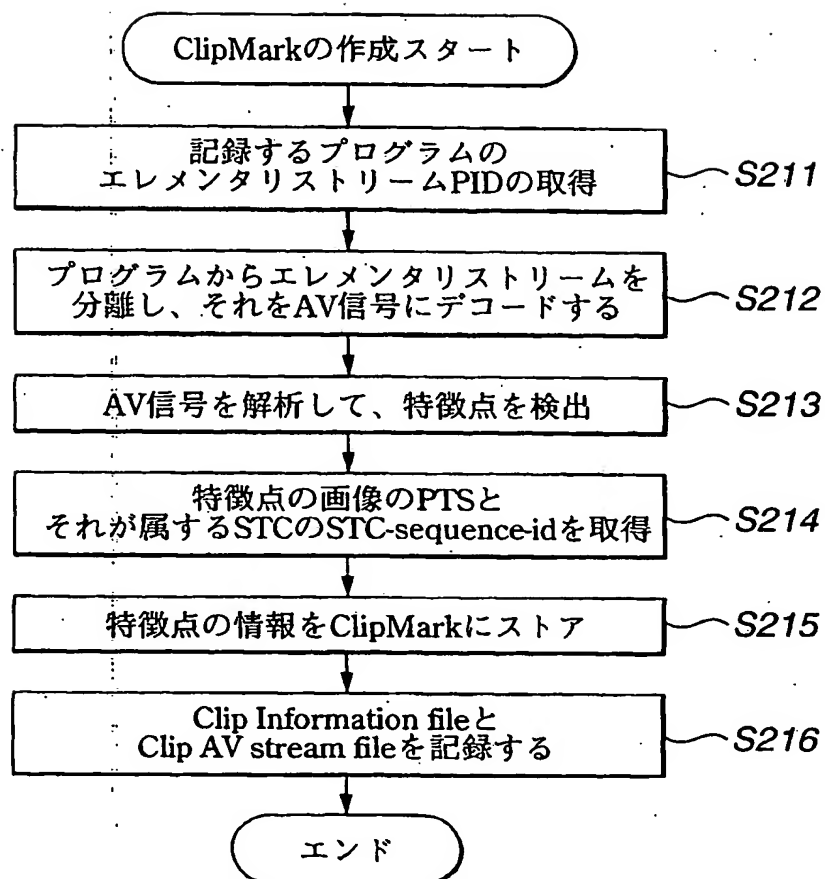 ClipMarkの作成スタート
記録するプログラムの
エレメンタリストリームPIDの取得
S211
プログラムからエレメンタリストリームを
分離し、それをAV信号にデコードする
S212
AV信号を解析して、特徴点を検出
S213
特徴点の画像のPTSと
それが属するSTCのSTC-sequence-idを取得
S214
特徴点の情報をClipMarkにストア
S215
Clip Information fileと
Clip AV stream fileを記録する
S216
エンド